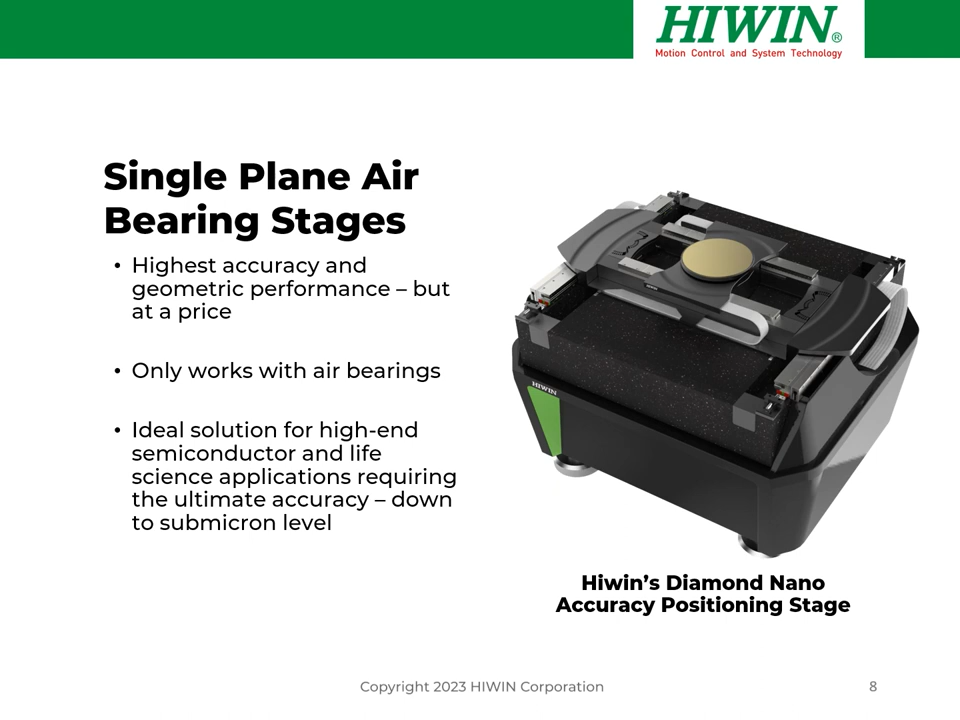 HIWIN®
Motion Control and System Technology
Single Plane Air
Bearing Stages
• Highest accuracy and
geometric performance – but
at a price
• Only works with air bearings
• Ideal solution for high-end
semiconductor and life
science applications requiring
the ultimate accuracy – down
to submicron level
HIWIN
Hiwin’s Diamond Nano
Accuracy Positioning Stage
Copyright 2023 HIWIN Corporation
8